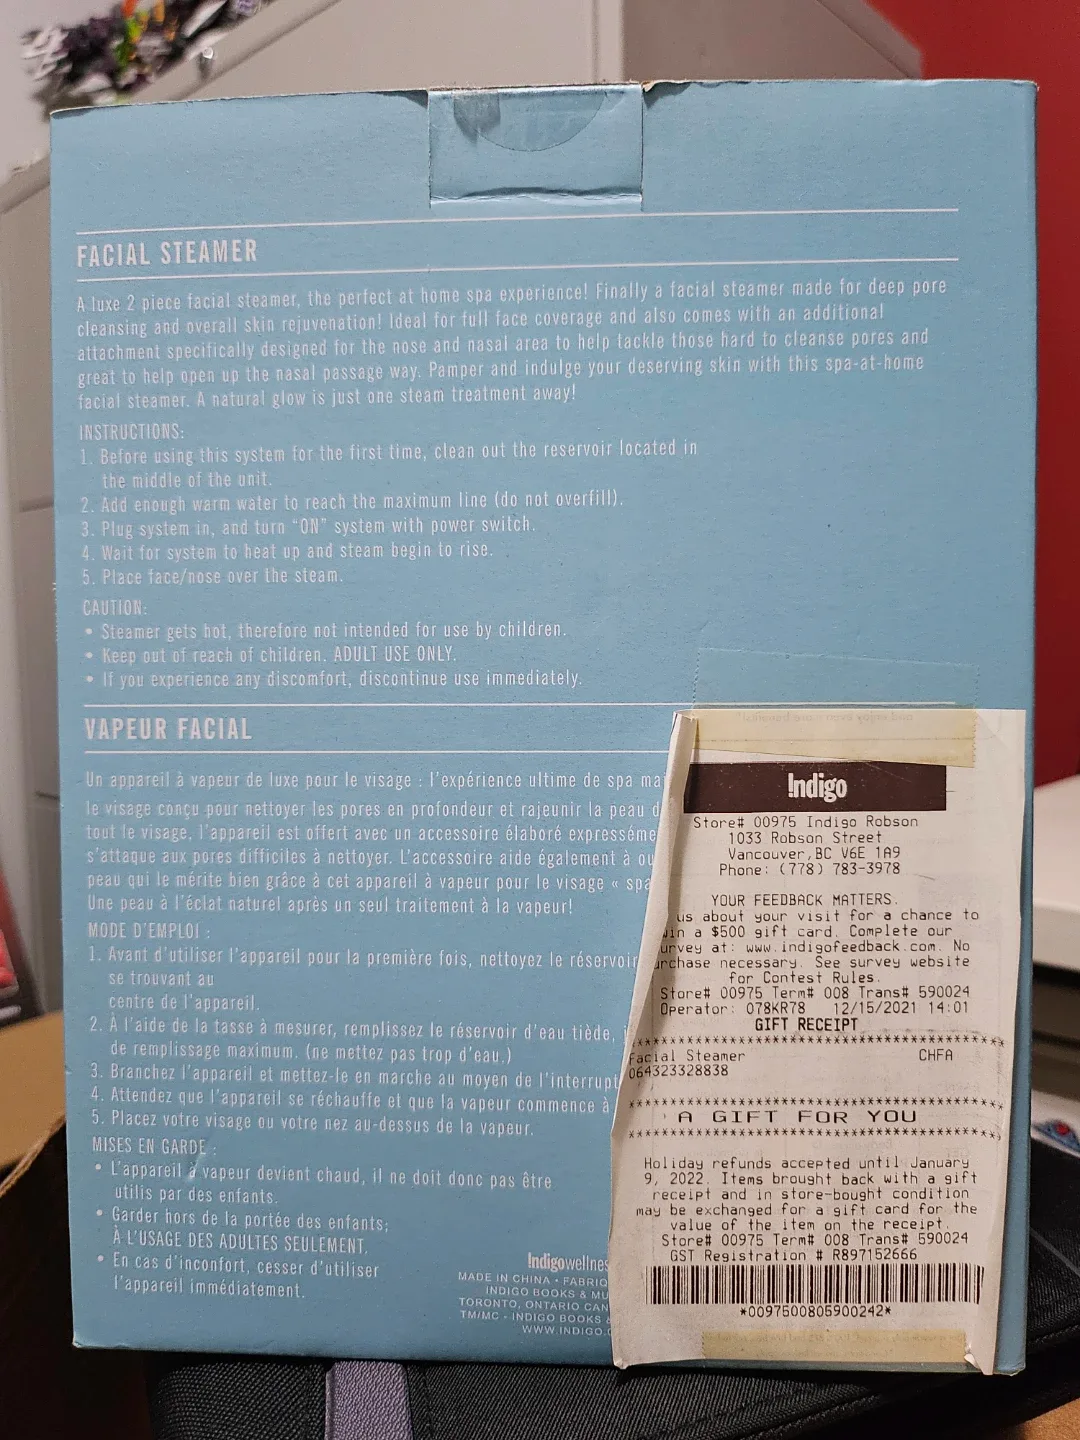 FACIAL STEAMER
A luxe 2 piece facial steamer, the perfect at home spa experience! Finally a facial steamer made for deep pore
cleansing and overall skin rejuvenation! Ideal for full face coverage and also comes with an additional
attachment specifically designed for the nose and nasal area to help tackle those hard to cleanse pores and
great to help open up the nasal passage way. Pamper and indulge your deserving skin with this spa-at-home
facial steamer. A natural glow is just one steam treatment away!
INSTRUCTIONS:
1. Before using this system for the first time, clean out the reservoir located in
the middle of the unit.
2. Add enough warm water to reach the maximum line (do not overfill).
3. Plug system in, and turn "ON" system with power switch.
4. Wait for system to heat up and steam begin to rise.
5. Place face/nose over the steam.
CAUTION:
• Steamer gets hot, therefore not intended for use by children.
• Keep out of reach of children. ADULT USE ONLY.
• If you experience any discomfort, discontinue use immediately.
VAPEUR FACIAL
Un appareil à vapeur de luxe pour le visage : l'expérience ultime de spa
le visage conçu pour nettoyer les pores en profondeur et rajeunir la peau
tout le visage, l'appareil est offert avec un accessoire élaboré
s'attaque aux pores difficiles à nettoyer. L'accessoire aide également à
peau qui le mérite bien grâce à cet appareil à vapeur pour le visage « spa
Une peau à l'éclat naturel après un seul traitement à la vapeur!
MODE D'EMPLOI :
1. Avant d'utiliser l'appareil pour la première fois, nettoyez le réservoir
se trouvant au
centre de l'appareil.
2. À l'aide de la tasse à mesurer, remplissez le réservoir d'eau tiède,
de remplissage maximum. (ne mettez pas trop d'eau.)
3. Branchez l'appareil et mettez-le en marche au moyen de
4. Attendez que l'appareil se réchauffe et que la vapeur commence à
5. Placez votre visage ou votre nez au-dessus de la vapeur.
MISES EN GARDE :
• L'appareil à vapeur devient chaud, il ne doit donc pas être
utilis par des enfants.
• Garder hors de la portée des enfants;
À L'USAGE DES ADULTES SEULEMENT.
• En cas d'inconfort, cesser d'utiliser
l'appareil immédiatement.
Indigowellnes
MADE IN CHINA • FABRIQ
INDIGO BOOKS & MU
TORONTO, ONTARIO CAN
TM/MC - INDIGO BOOKS &
WWW.INDIGO.
Indigo
Store# 00975 Indigo Robson
1033 Robson Street
Vancouver, BC V6E 1A9
Phone: (778) 783-3978
YOUR FEEDBACK MATTERS.
us about your visit for a chance to
win a $500 gift card. Complete our
urvey at: www.indigofeedback.com. No
urchase necessary. See survey website
for Contest Rules.
Store# 00975 Term# 008 Trans# 590024
Operator: 078KR78 12/15/2021 14:01
GIFT RECEIPT
Facial Steamer CHFA
064323328838
A GIFT FOR YOU
Holiday refunds accepted until January
9, 2022. Items brought back with a gift
receipt and in store-bought condition
may be exchanged for a gift card for the
value of the item on the receipt.
Store# 00975 Term# 008 Trans# 590024
GST Registration # R897152666
*0097500805900242*